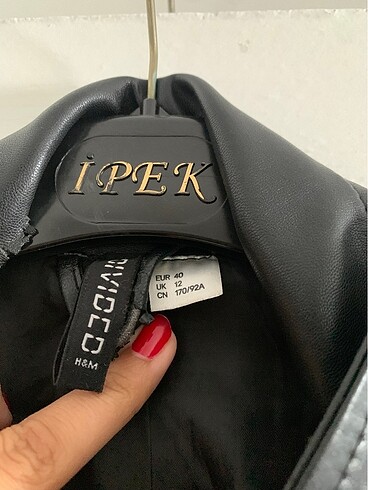 İPEK
DIVIDED
H&M
EUR 40
UK 12
CN 170/92A